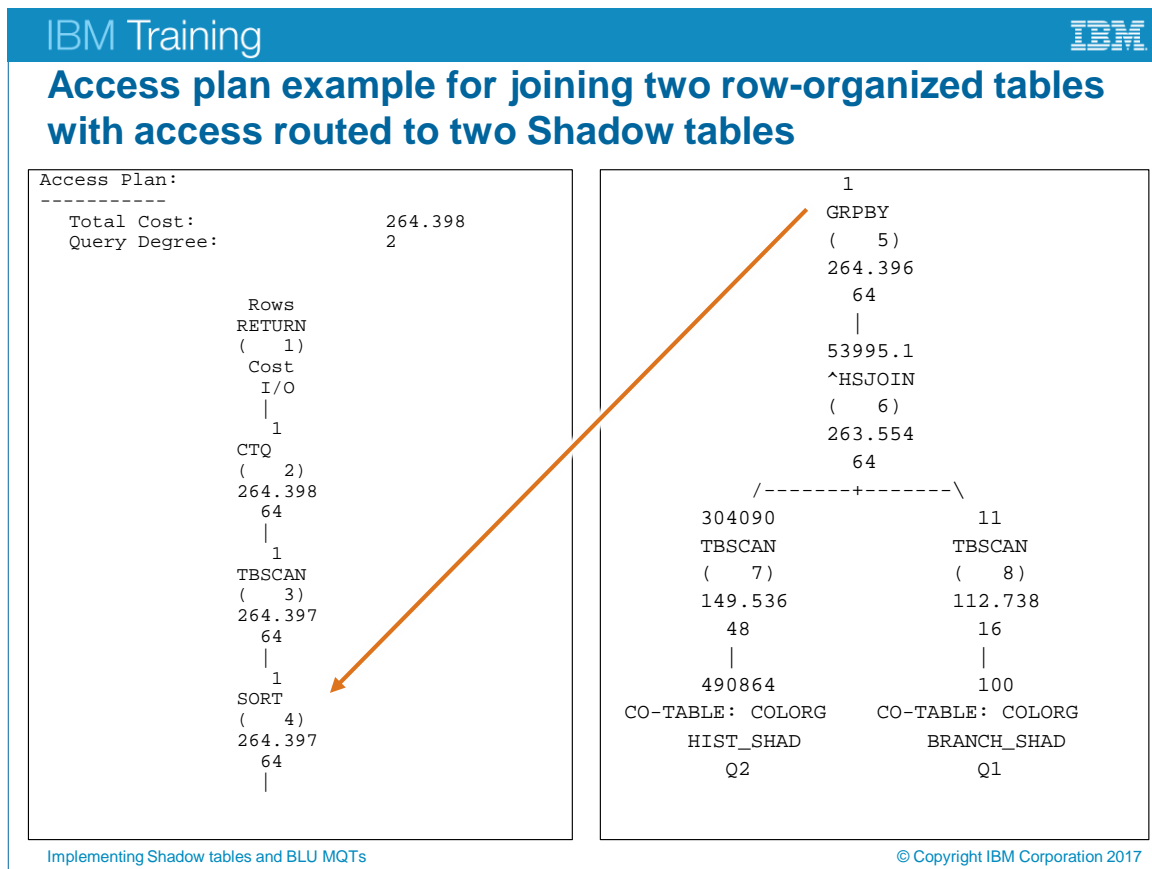 IBM Training
IBM
Access plan example for joining two row-organized tables
with access routed to two Shadow tables
Access Plan:
-----------
Total Cost: 264.398
Query Degree: 2
Rows
RETURN
( 1)
Cost
I/O
|
1
CTQ
( 2)
264.398
64
|
1
TBSCAN
( 3)
264.397
64
|
1
SORT
( 4)
264.397
64
|
1
GRPBY
( 5)
264.396
64
|
53995.1
^HSJOIN
( 6)
263.554
64
/-------+-------\
304090 11
TBSCAN TBSCAN
( 7) ( 8)
149.536 112.738
48 16
| |
490864 100
CO-TABLE: COLORG CO-TABLE: COLORG
HIST_SHAD BRANCH_SHAD
Q2 Q1
Implementing Shadow tables and BLU MQTs
© Copyright IBM Corporation 2017